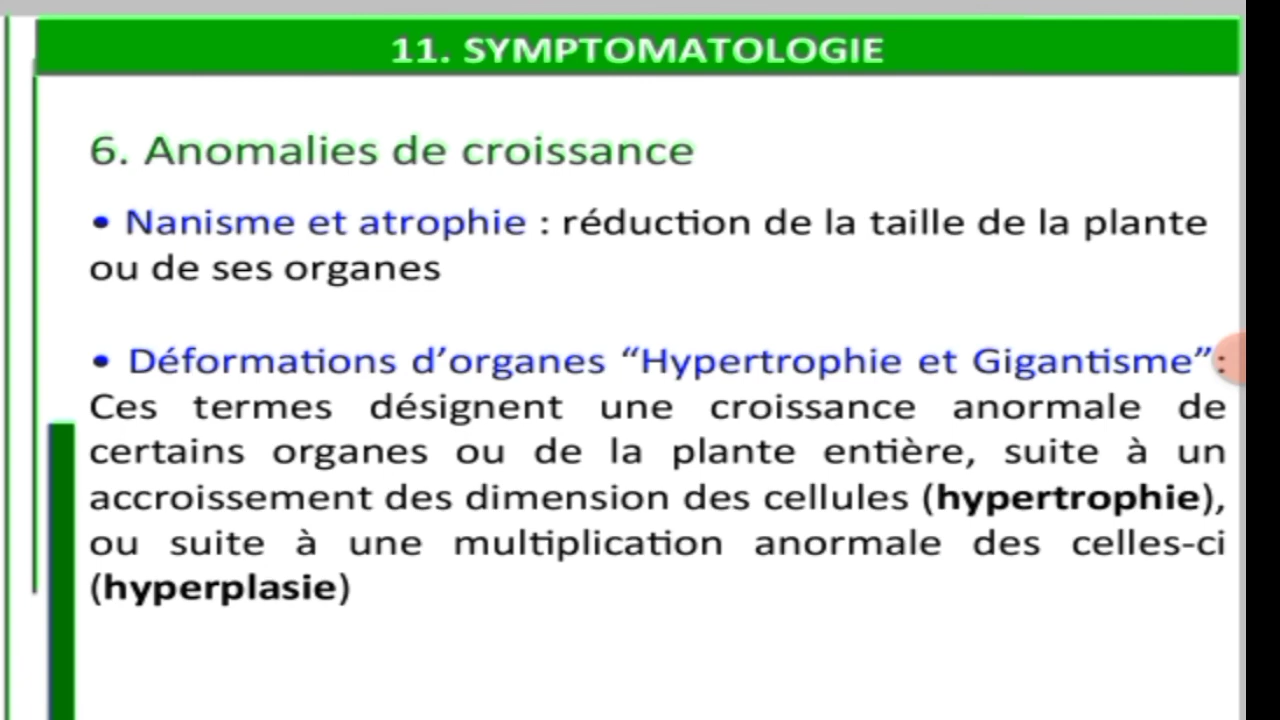 11. SYMPTOMATOLOGIE
6. Anomalies de croissance
• Nanisme et atrophie : réduction de la taille de la plante
ou de ses organes
• Déformations d’organes “Hypertrophie et Gigantisme”:
Ces termes désignent une croissance anormale de
certains organes ou de la plante entière, suite à un
accroissement des dimension des cellules (hypertrophie),
ou suite à une multiplication anormale des celles-ci
(hyperplasie)